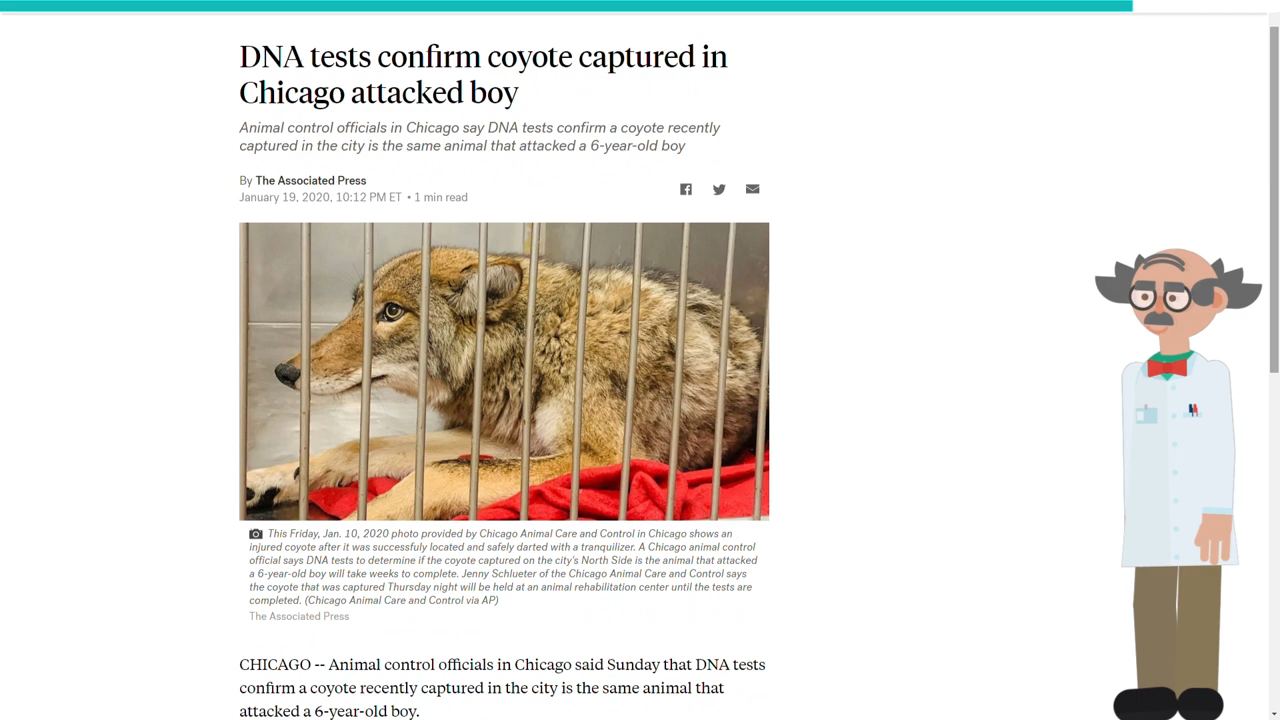 DNA tests confirm coyote captured in
Chicago attacked boy
Animal control officials in Chicago say DNA tests confirm a coyote recently
captured in the city is the same animal that attacked a 6-year-old boy
By The Associated Press
January 19, 2020, 10:12 PM ET • 1 min read
This Friday, Jan. 10, 2020 photo provided by Chicago Animal Care and Control in Chicago shows an
injured coyote after it was successfuly located and safely darted with a tranquilizer. A Chicago animal control
official says DNA tests to determine if the coyote captured on the city's North Side is the animal that attacked
a 6-year-old boy will take weeks to complete. Jenny Schlueter of the Chicago Animal Care and Control says
the coyote that was captured Thursday night will be held at an animal rehabilitation center until the tests are
completed. (Chicago Animal Care and Control via AP)
The Associated Press
CHICAGO -- Animal control officials in Chicago said Sunday that DNA tests
confirm a coyote recently captured in the city is the same animal that
attacked a 6-year-old boy.